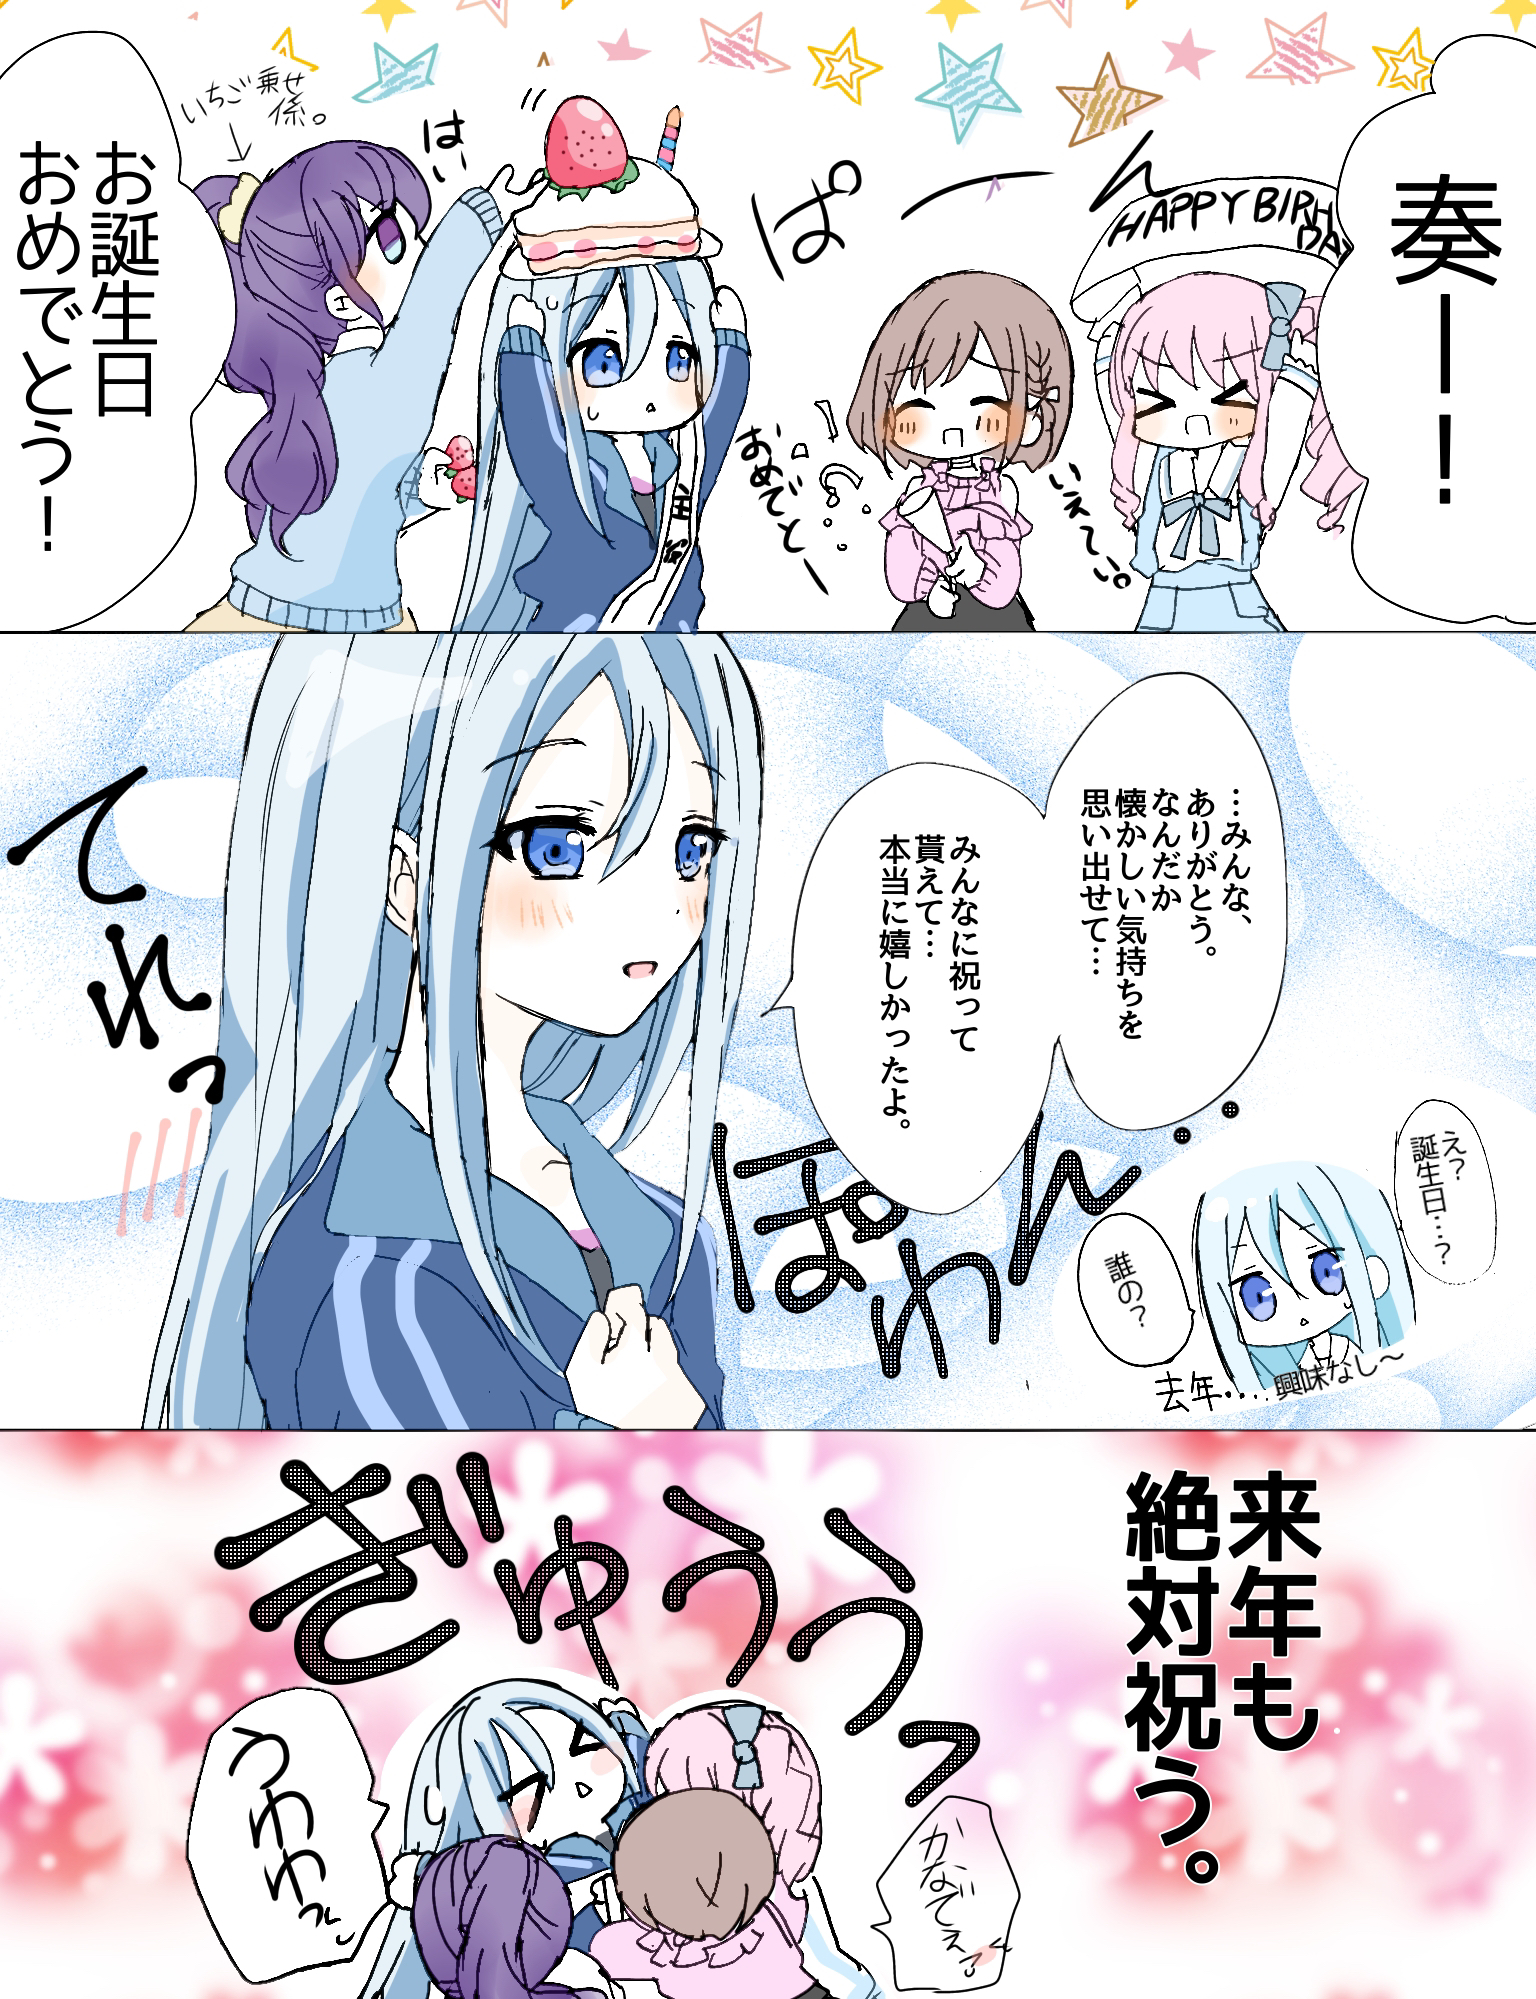 奏ー！
HAPPY BIRH
DA
いえ〜い。
ぱーん
おめでとー
はい
いちご乗せ
係。
お誕生日
おめでとう！
…みんな、
ありがとう。
なんだか
懐かしい気持ちを
思い出せて…
みんなに祝って
貰えて…
本当に嬉しかったよ。
てれっ
ぽわん
え？
誕生日…？
誰の？
去年....興味なし〜
来年も
絶対祝う。
ぎゅううっ
かなでぇ
うわわっ